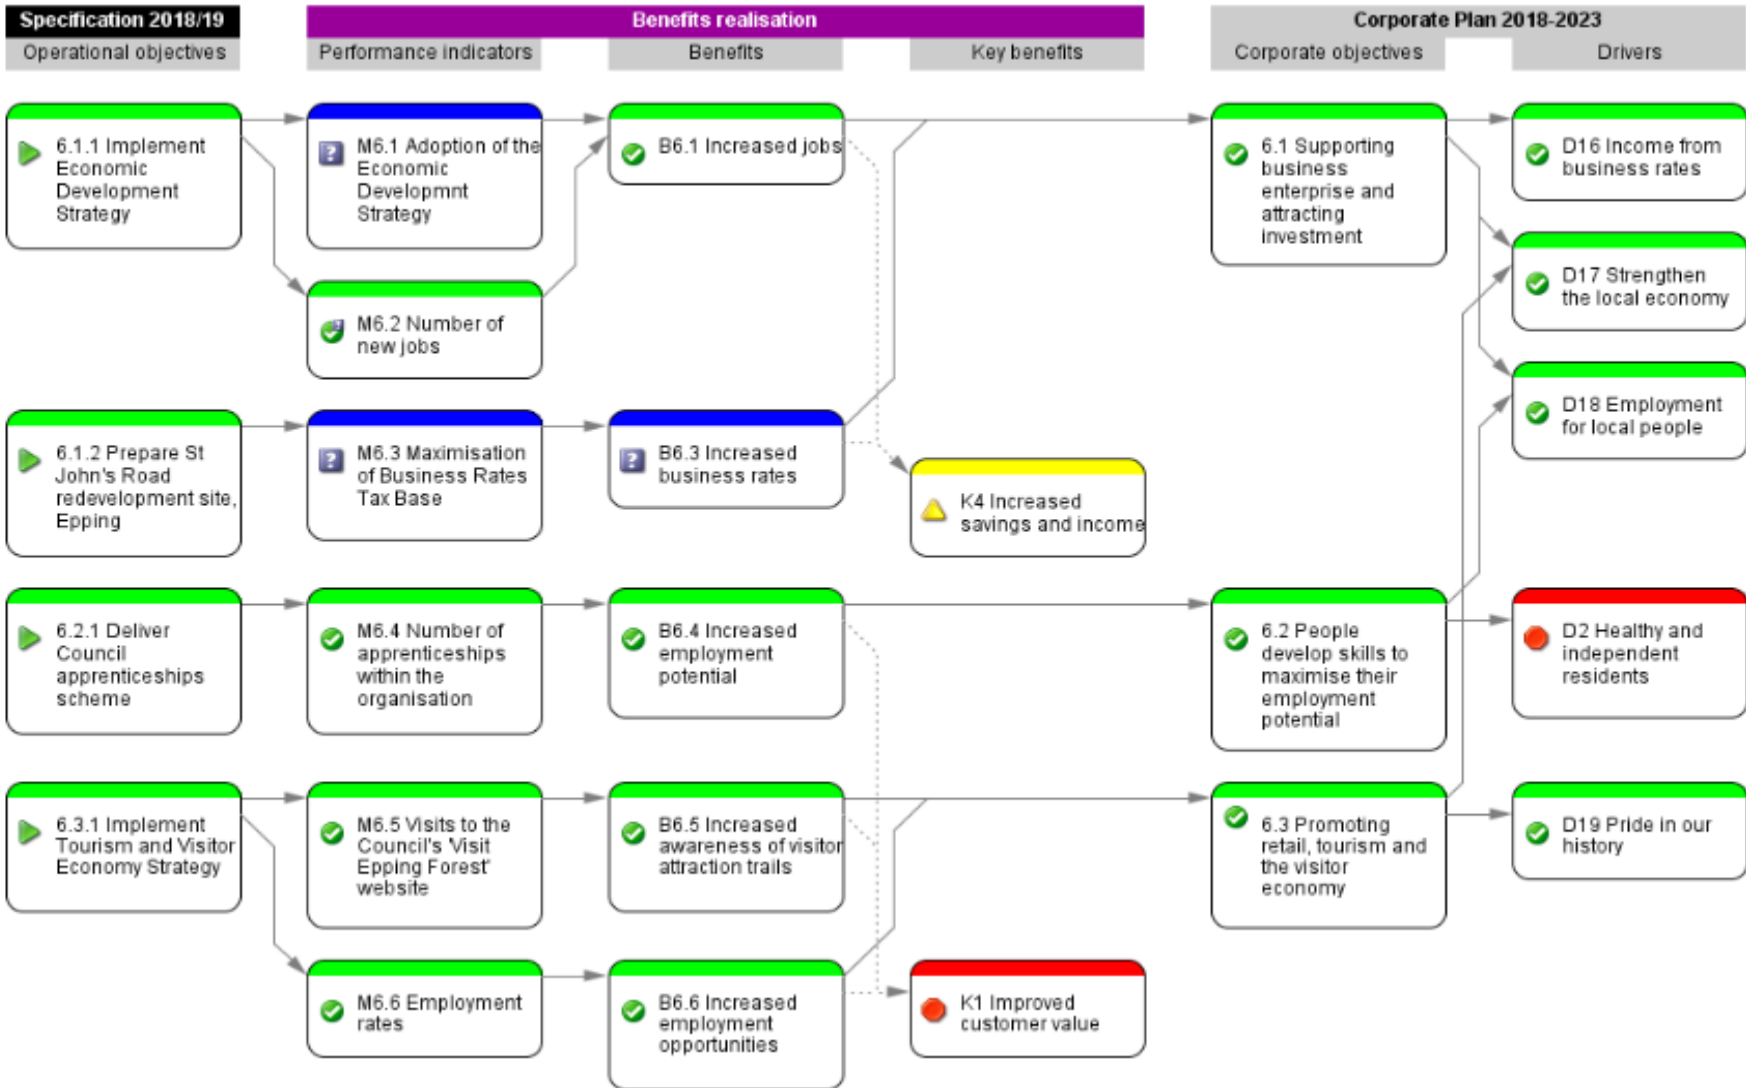 Specification 2018/19
Benefits realisation
Corporate Plan 2018-2023
Operational objectives
Performance indicators
Benefits
Key benefits
Corporate objectives
Drivers
6.1.1 Implement
Economic
Development
Strategy
M6.1 Adoption of the
Economic
Developmnt
Strategy
B6.1 Increased jobs
6.1 Supporting
business
enterprise and
attracting
investment
D16 Income from
business rates
D17 Strengthen
the local economy
M6.2 Number of
new jobs
D18 Employment
for local people
6.1.2 Prepare St
John's Road
redevelopment site,
Epping
M6.3 Maximisation
of Business Rates
Tax Base
B6.3 Increased
business rates
K4 Increased
savings and income
6.2.1 Deliver
Council
apprenticeships
scheme
M6.4 Number of
apprenticeships
within the
organisation
B6.4 Increased
employment
potential
6.2 People
develop skills to
maximise their
employment
potential
D2 Healthy and
independent
residents
6.3.1 Implement
Tourism and Visitor
Economy Strategy
M6.5 Visits to the
Council's 'Visit
Epping Forest'
website
B6.5 Increased
awareness of visitor
attraction trails
6.3 Promoting
retail, tourism and
the visitor
economy
D19 Pride in our
history
M6.6 Employment
rates
B6.6 Increased
employment
opportunities
K1 Improved
customer value